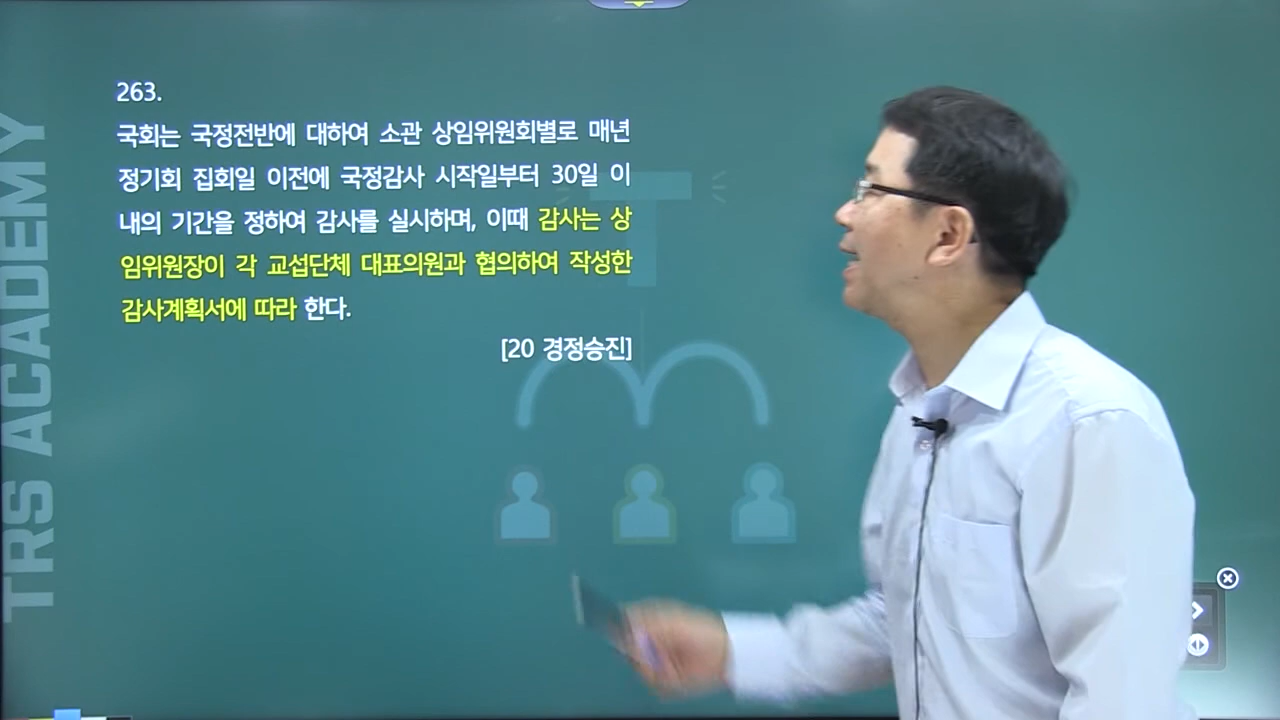 263.
국회는 국정전반에 대하여 소관 상임위원회별로 매년
정기회 집회일 이전에 국정감사 시작일부터 30일 이
내의 기간을 정하여 감사를 실시하며, 이때 감사는 상
임위원장이 각 교섭단체 대표의원과 협의하여 작성한
감사계획서에 따라 한다.
[20 경정승진]
TRS ACADEMY